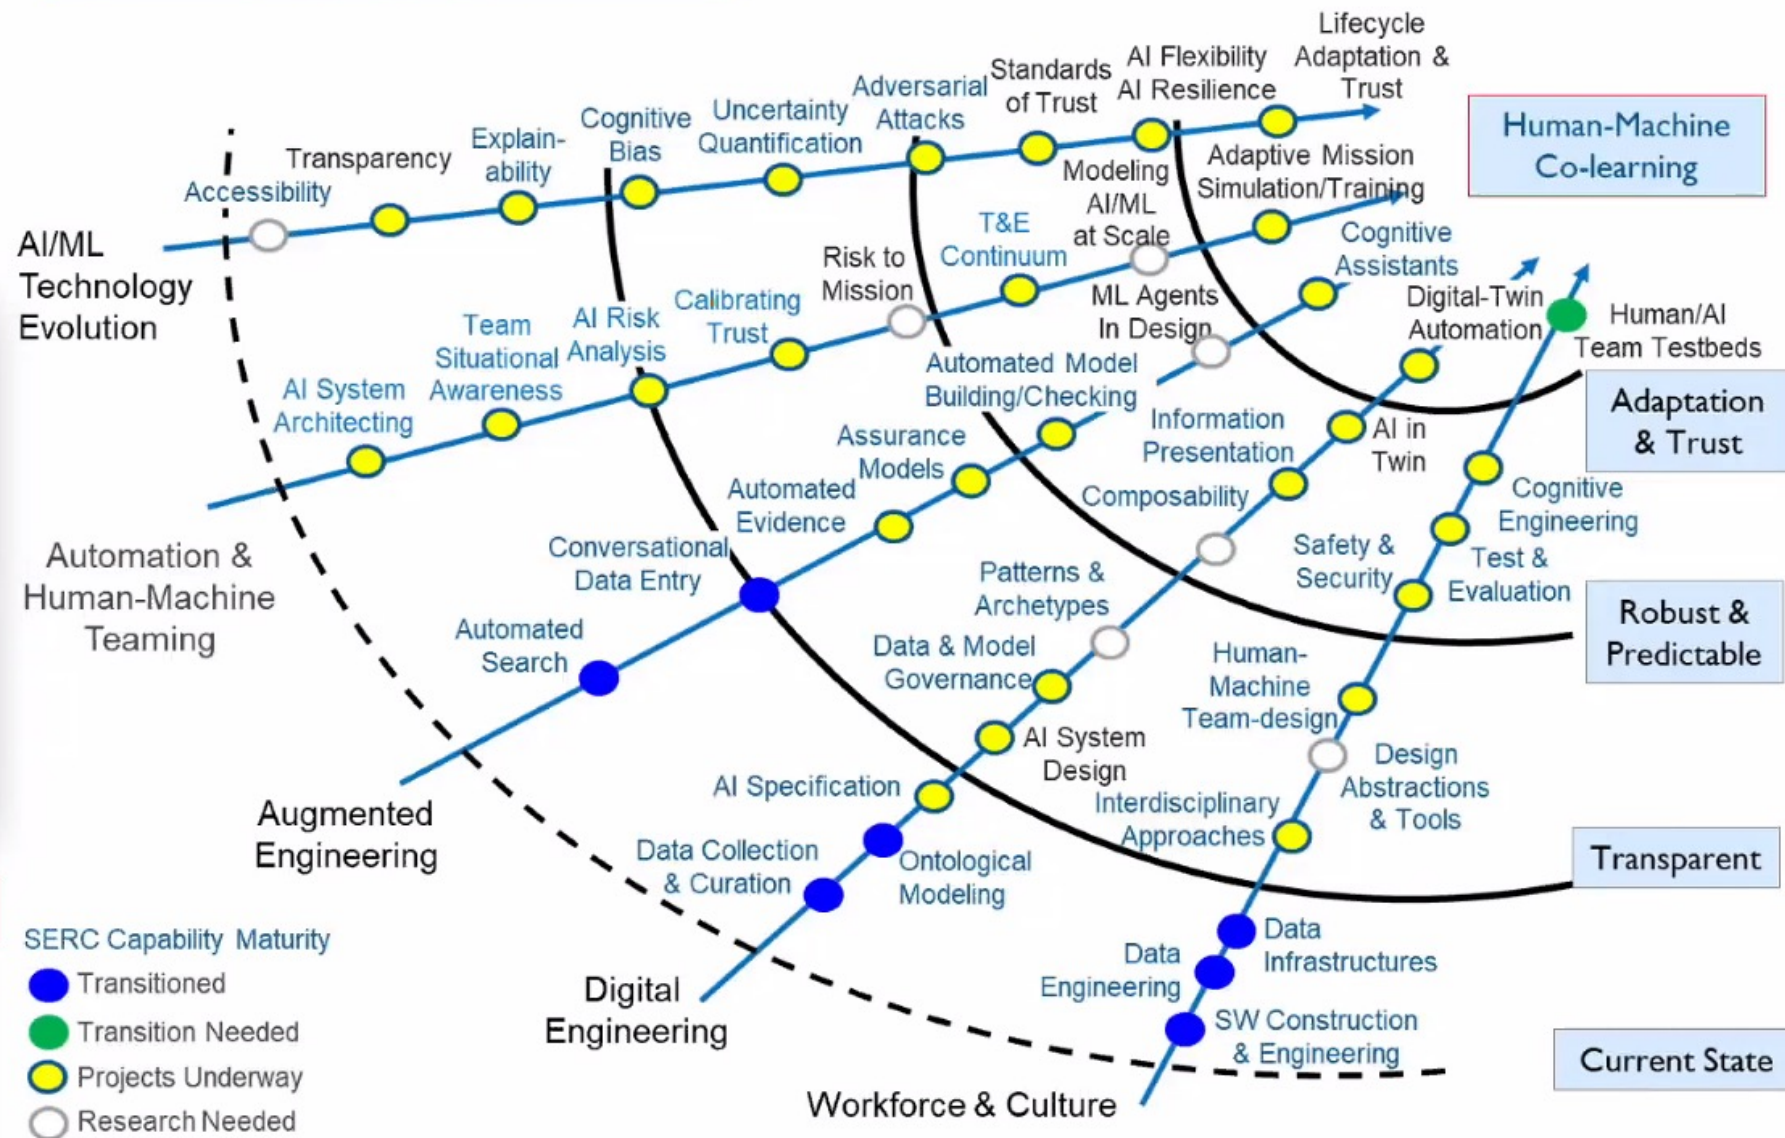 Accessibility
Transparency
Explain-
ability
Cognitive
Bias
Uncertainty
Quantification
Adversarial
Attacks
Standards
of Trust
AI Flexibility
AI Resilience
Lifecycle
Adaptation &
Trust
Human-Machine
Co-learning
AI/ML
Technology
Evolution
AI System
Architecting
Team
Situational
Awareness
AI Risk
Analysis
Calibrating
Trust
Risk to
Mission
T&E
Continuum
Modeling
AI/ML
at Scale
Adaptive Mission
Simulation/Training
Automation &
Human-Machine
Teaming
Automated
Search
Conversational
Data Entry
Automated
Evidence
Assurance
Models
Automated Model
Building/Checking
ML Agents
In Design
Cognitive
Assistants
Augmented
Engineering
Data Collection
& Curation
Ontological
Modeling
AI Specification
AI System
Design
Data & Model
Governance
Patterns &
Archetypes
Composability
Information
Presentation
AI in
Twin
Digital-Twin
Automation
Digital
Engineering
SW Construction
& Engineering
Data
Engineering
Data
Infrastructures
Interdisciplinary
Approaches
Design
Abstractions
& Tools
Human-
Machine
Team-design
Safety &
Security
Test &
Evaluation
Cognitive
Engineering
Human/AI
Team Testbeds
Workforce & Culture
Adaptation
& Trust
Robust &
Predictable
Transparent
Current State
SERC Capability Maturity
Transitioned
Transition Needed
Projects Underway
Research Needed